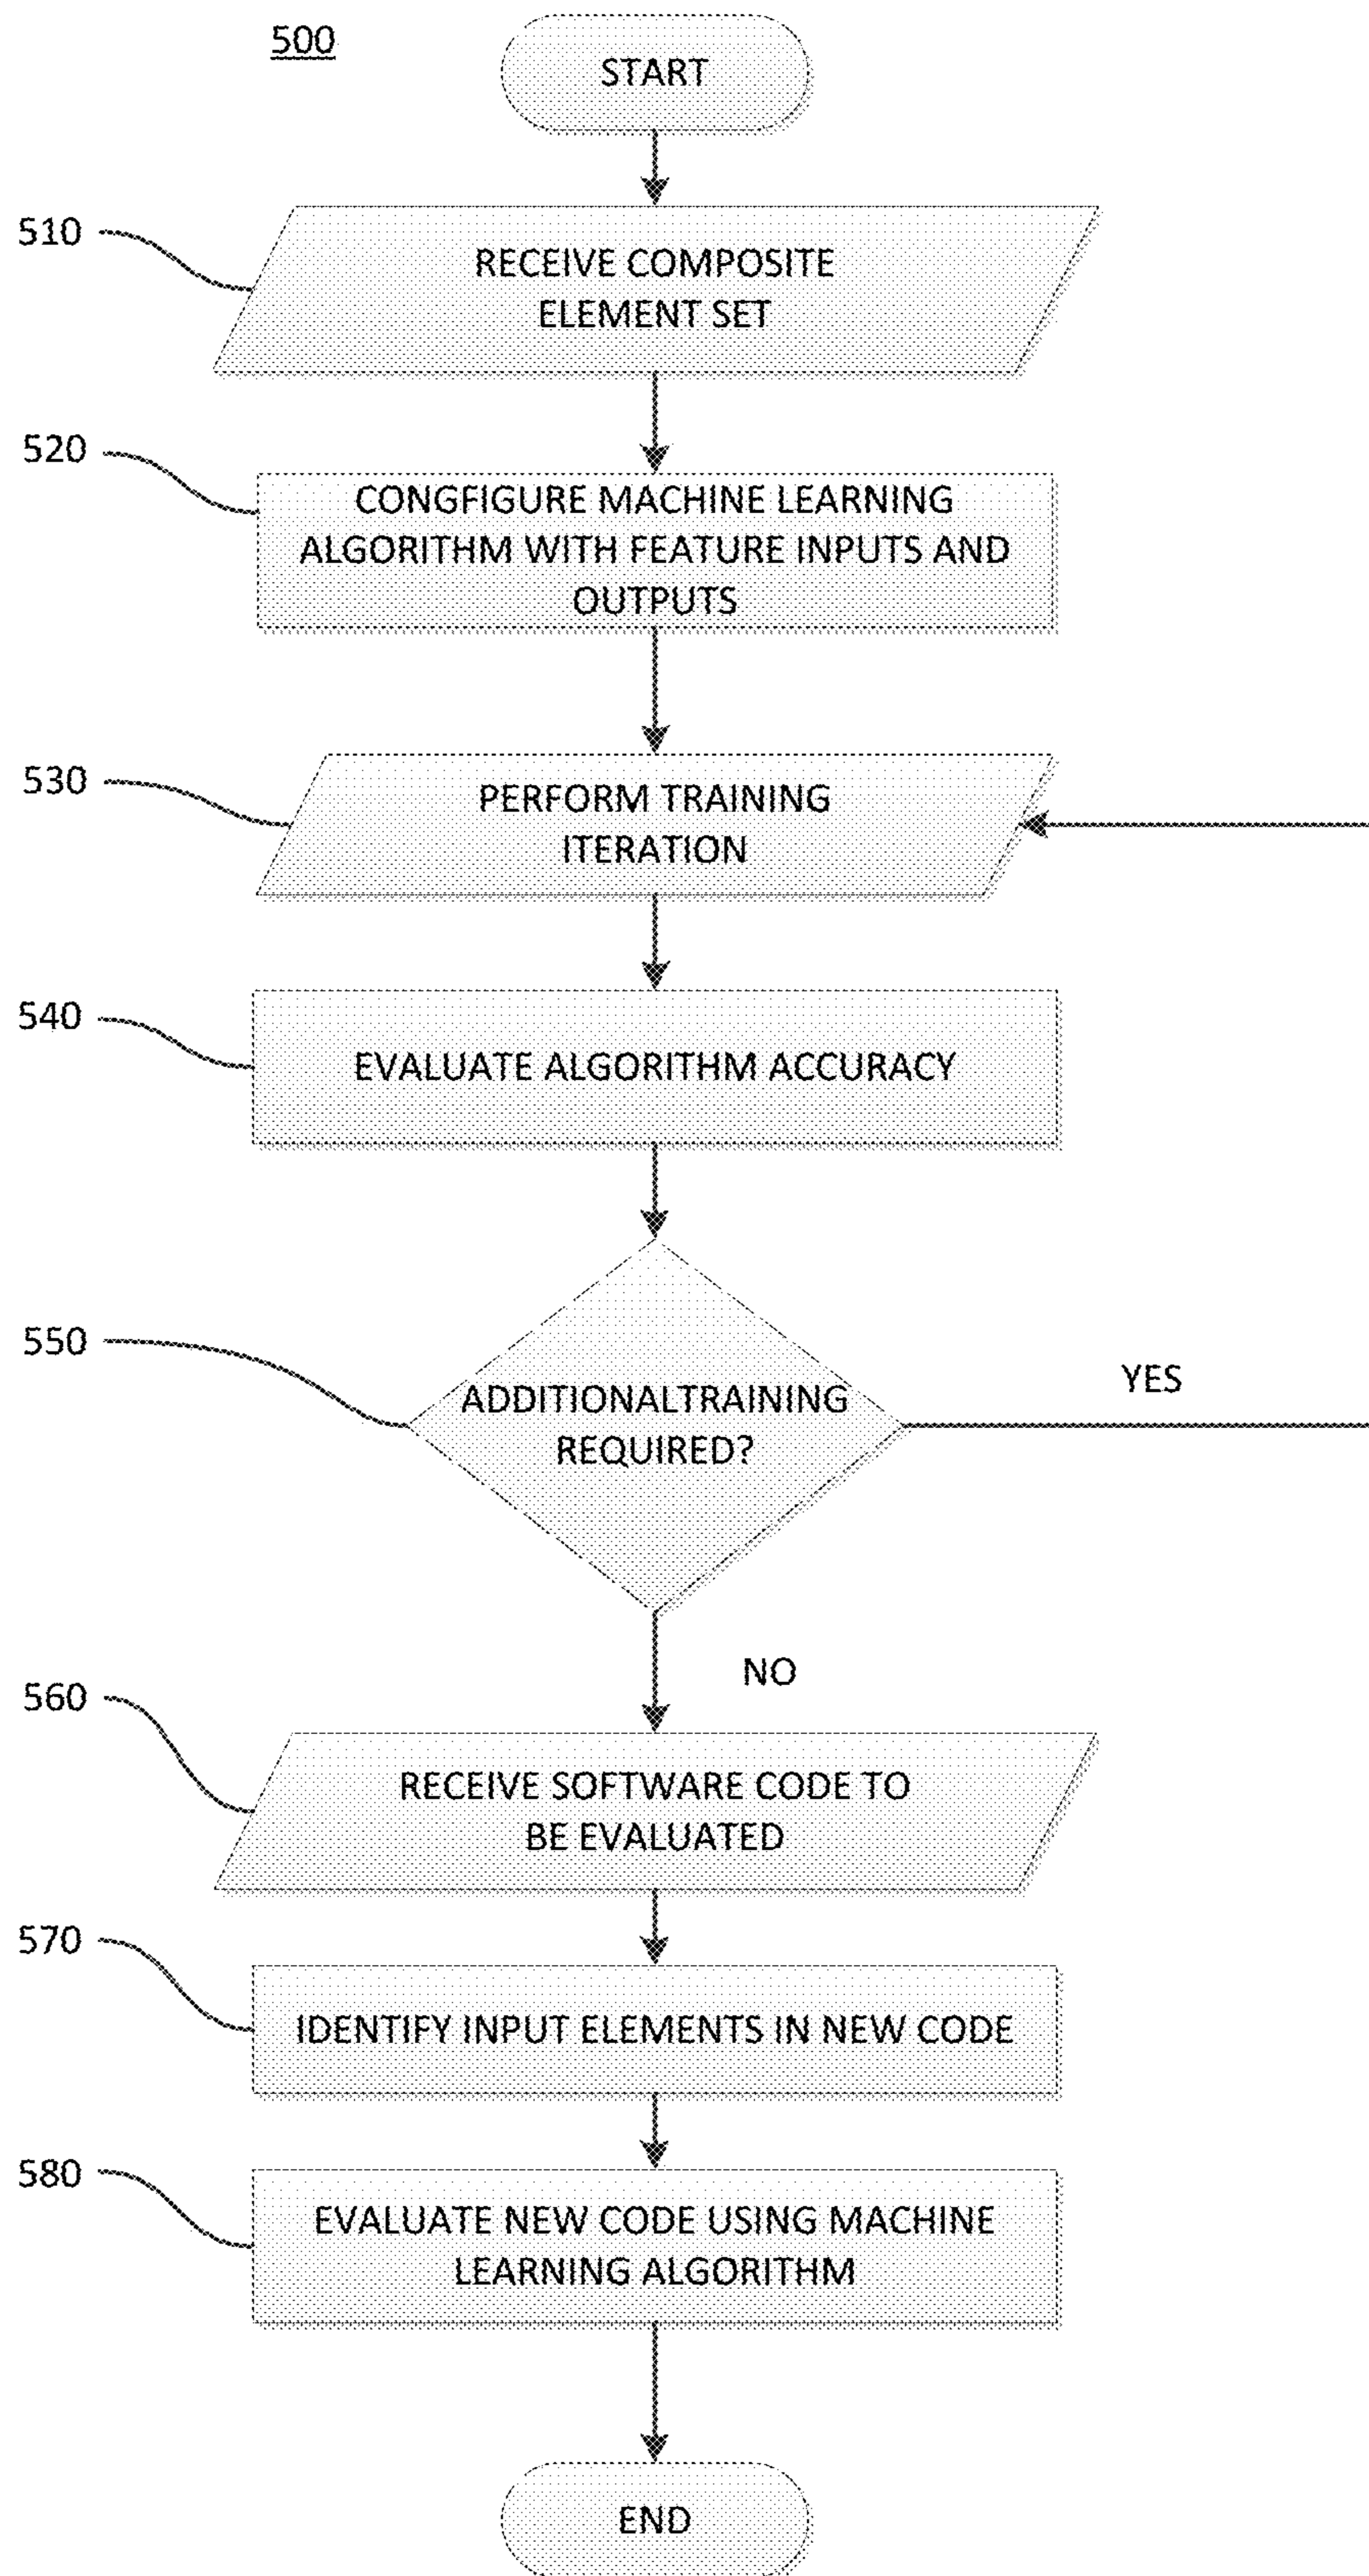 500
START
510
RECEIVE COMPOSITE
ELEMENT SET
520
CONGFIGURE MACHINE LEARNING
ALGORITHM WITH FEATURE INPUTS AND
OUTPUTS
530
PERFORM TRAINING
ITERATION
540
EVALUATE ALGORITHM ACCURACY
550
ADDITIONALTRAINING
REQUIRED?
YES
NO
560
RECEIVE SOFTWARE CODE TO
BE EVALUATED
570
IDENTIFY INPUT ELEMENTS IN NEW CODE
580
EVALUATE NEW CODE USING MACHINE
LEARNING ALGORITHM
END